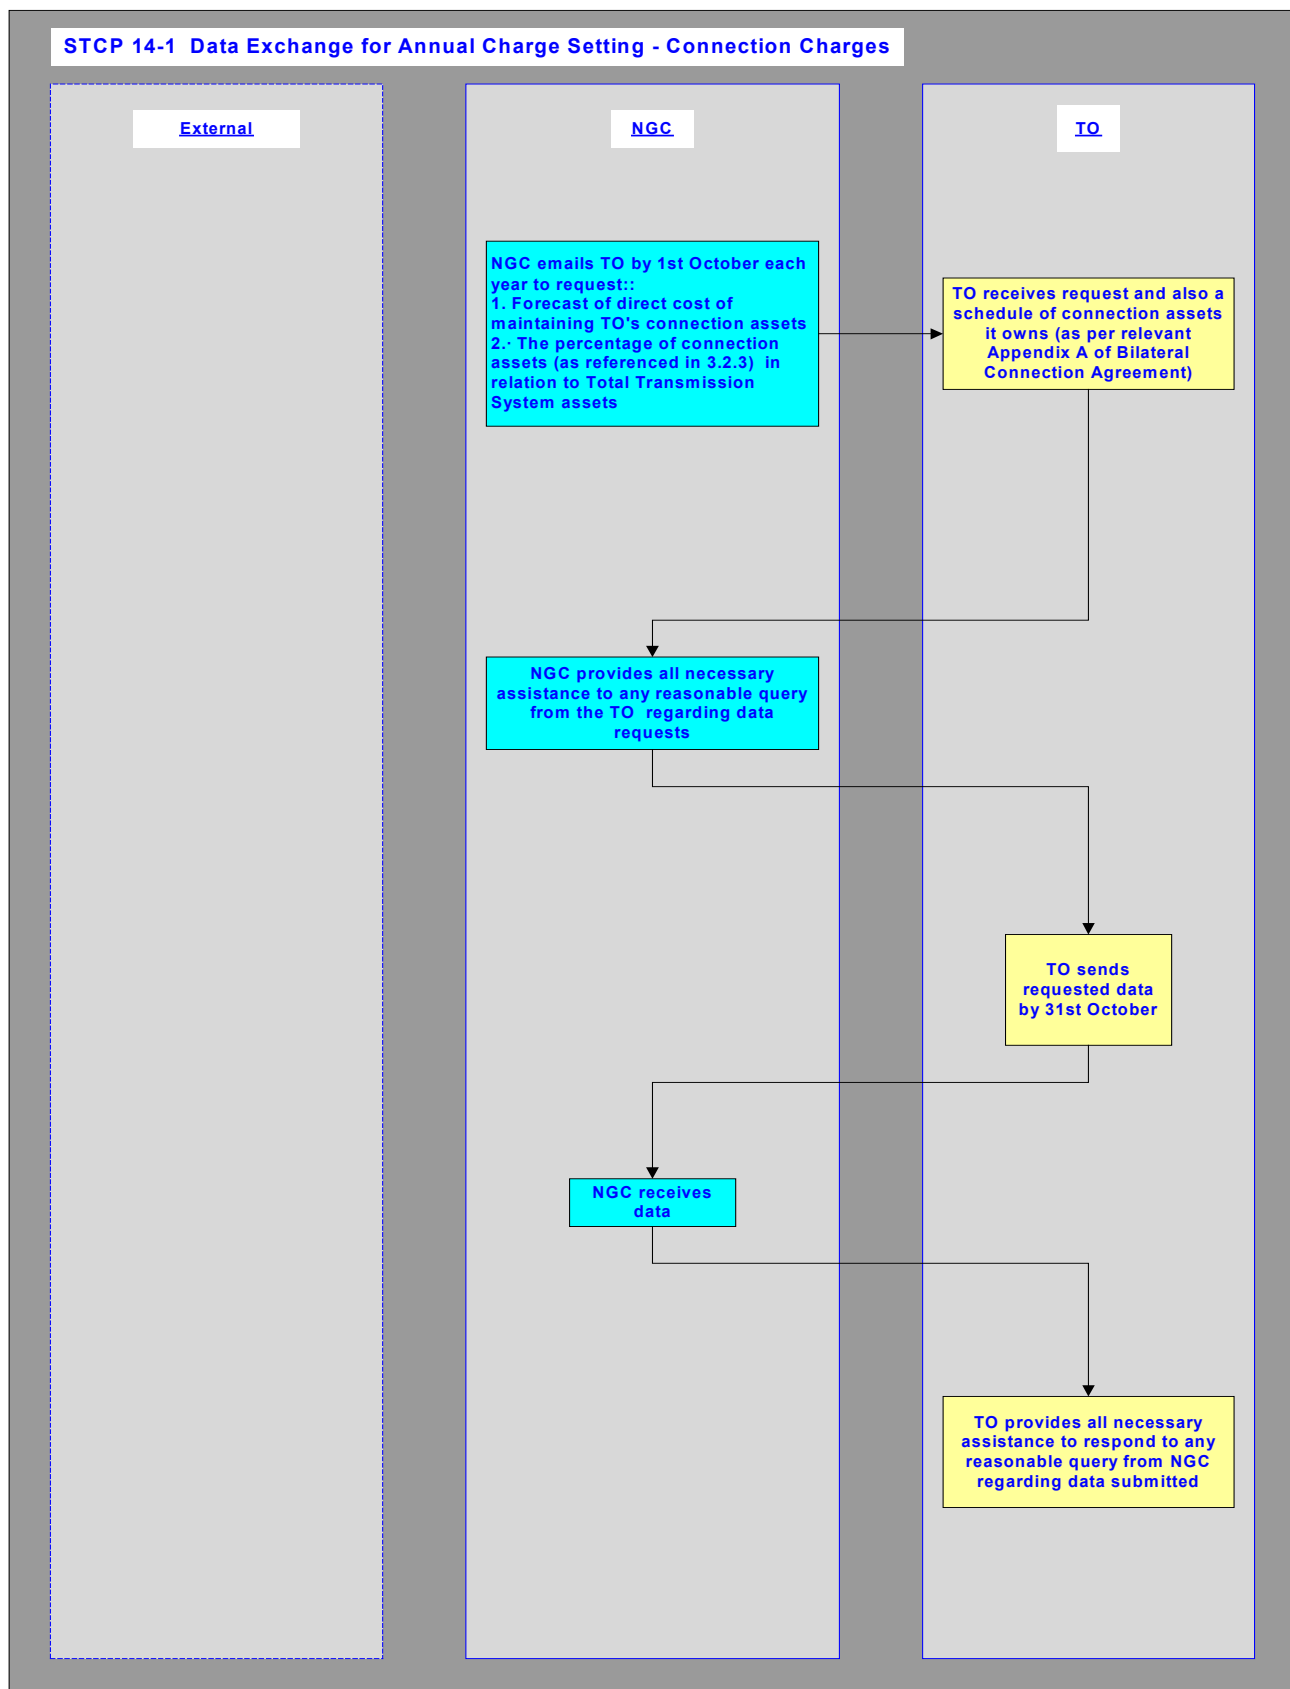 STCP 14-1 Data Exchange for Annual Charge Setting - Connection Charges
External
NGC
TO
NGC emails TO by 1st October each
year to request::
1. Forecast of direct cost of
maintaining TO's connection assets
2.· The percentage of connection
assets (as referenced in 3.2.3) in
relation to Total Transmission
System assets
TO receives request and also a
schedule of connection assets
it owns (as per relevant
Appendix A of Bilateral
Connection Agreement)
NGC provides all necessary
assistance to any reasonable query
from the TO regarding data
requests
TO sends
requested data
by 31st October
NGC receives
data
TO provides all necessary
assistance to respond to any
reasonable query from NGC
regarding data submitted